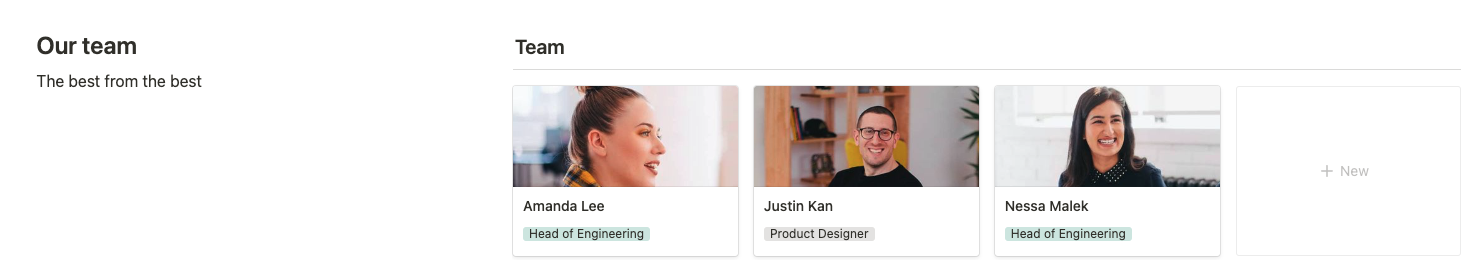 Our team
The best from the best
Team
Amanda Lee
Head of Engineering
Justin Kan
Product Designer
Nessa Malek
Head of Engineering
+ New